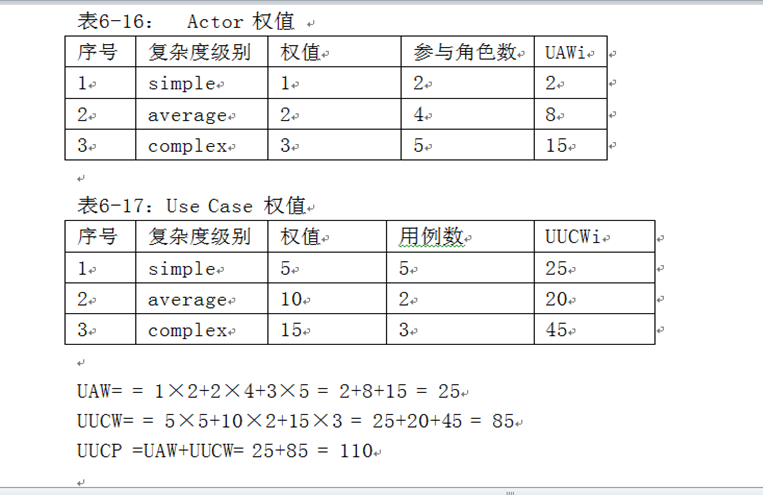 表6-16： Actor 权值
序号 复杂度级别 权值 参与角色数 UAWi
1 simple 1 2 2
2 average 2 4 8
3 complex 3 5 15
表6-17：Use Case 权值
序号 复杂度级别 权值 用例数 UUCWi
1 simple 5 5 25
2 average 10 2 20
3 complex 15 3 45
UAW= = 1×2+2×4+3×5 = 2+8+15 = 25
UUCW= = 5×5+10×2+15×3 = 25+20+45 = 85
UUCP =UAW+UUCW= 25+85 = 110